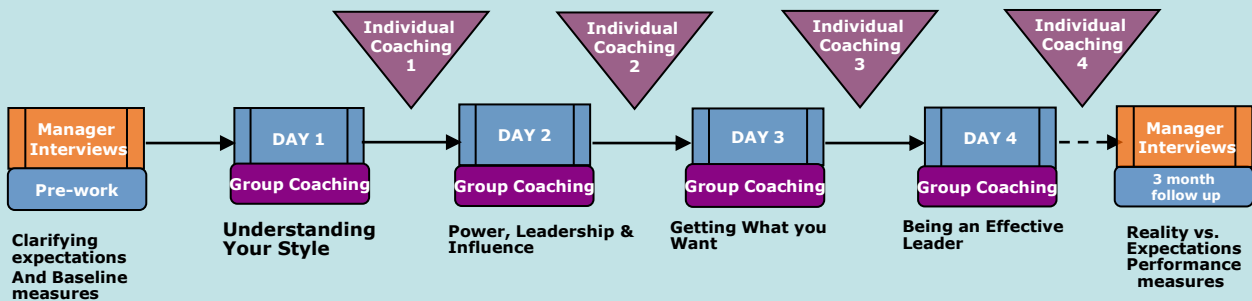 Individual
Coaching
1
Individual
Coaching
2
Individual
Coaching
3
Individual
Coaching
4
Manager
Interviews
Pre-work
Clarifying
expectations
And Baseline
measures
DAY 1
Group Coaching
Understanding
Your Style
DAY 2
Group Coaching
Power, Leadership &
Influence
DAY 3
Group Coaching
Getting What you
Want
DAY 4
Group Coaching
Being an Effective
Leader
Manager
Interviews
3 month
follow up
Reality vs.
Expectations
Performance
measures